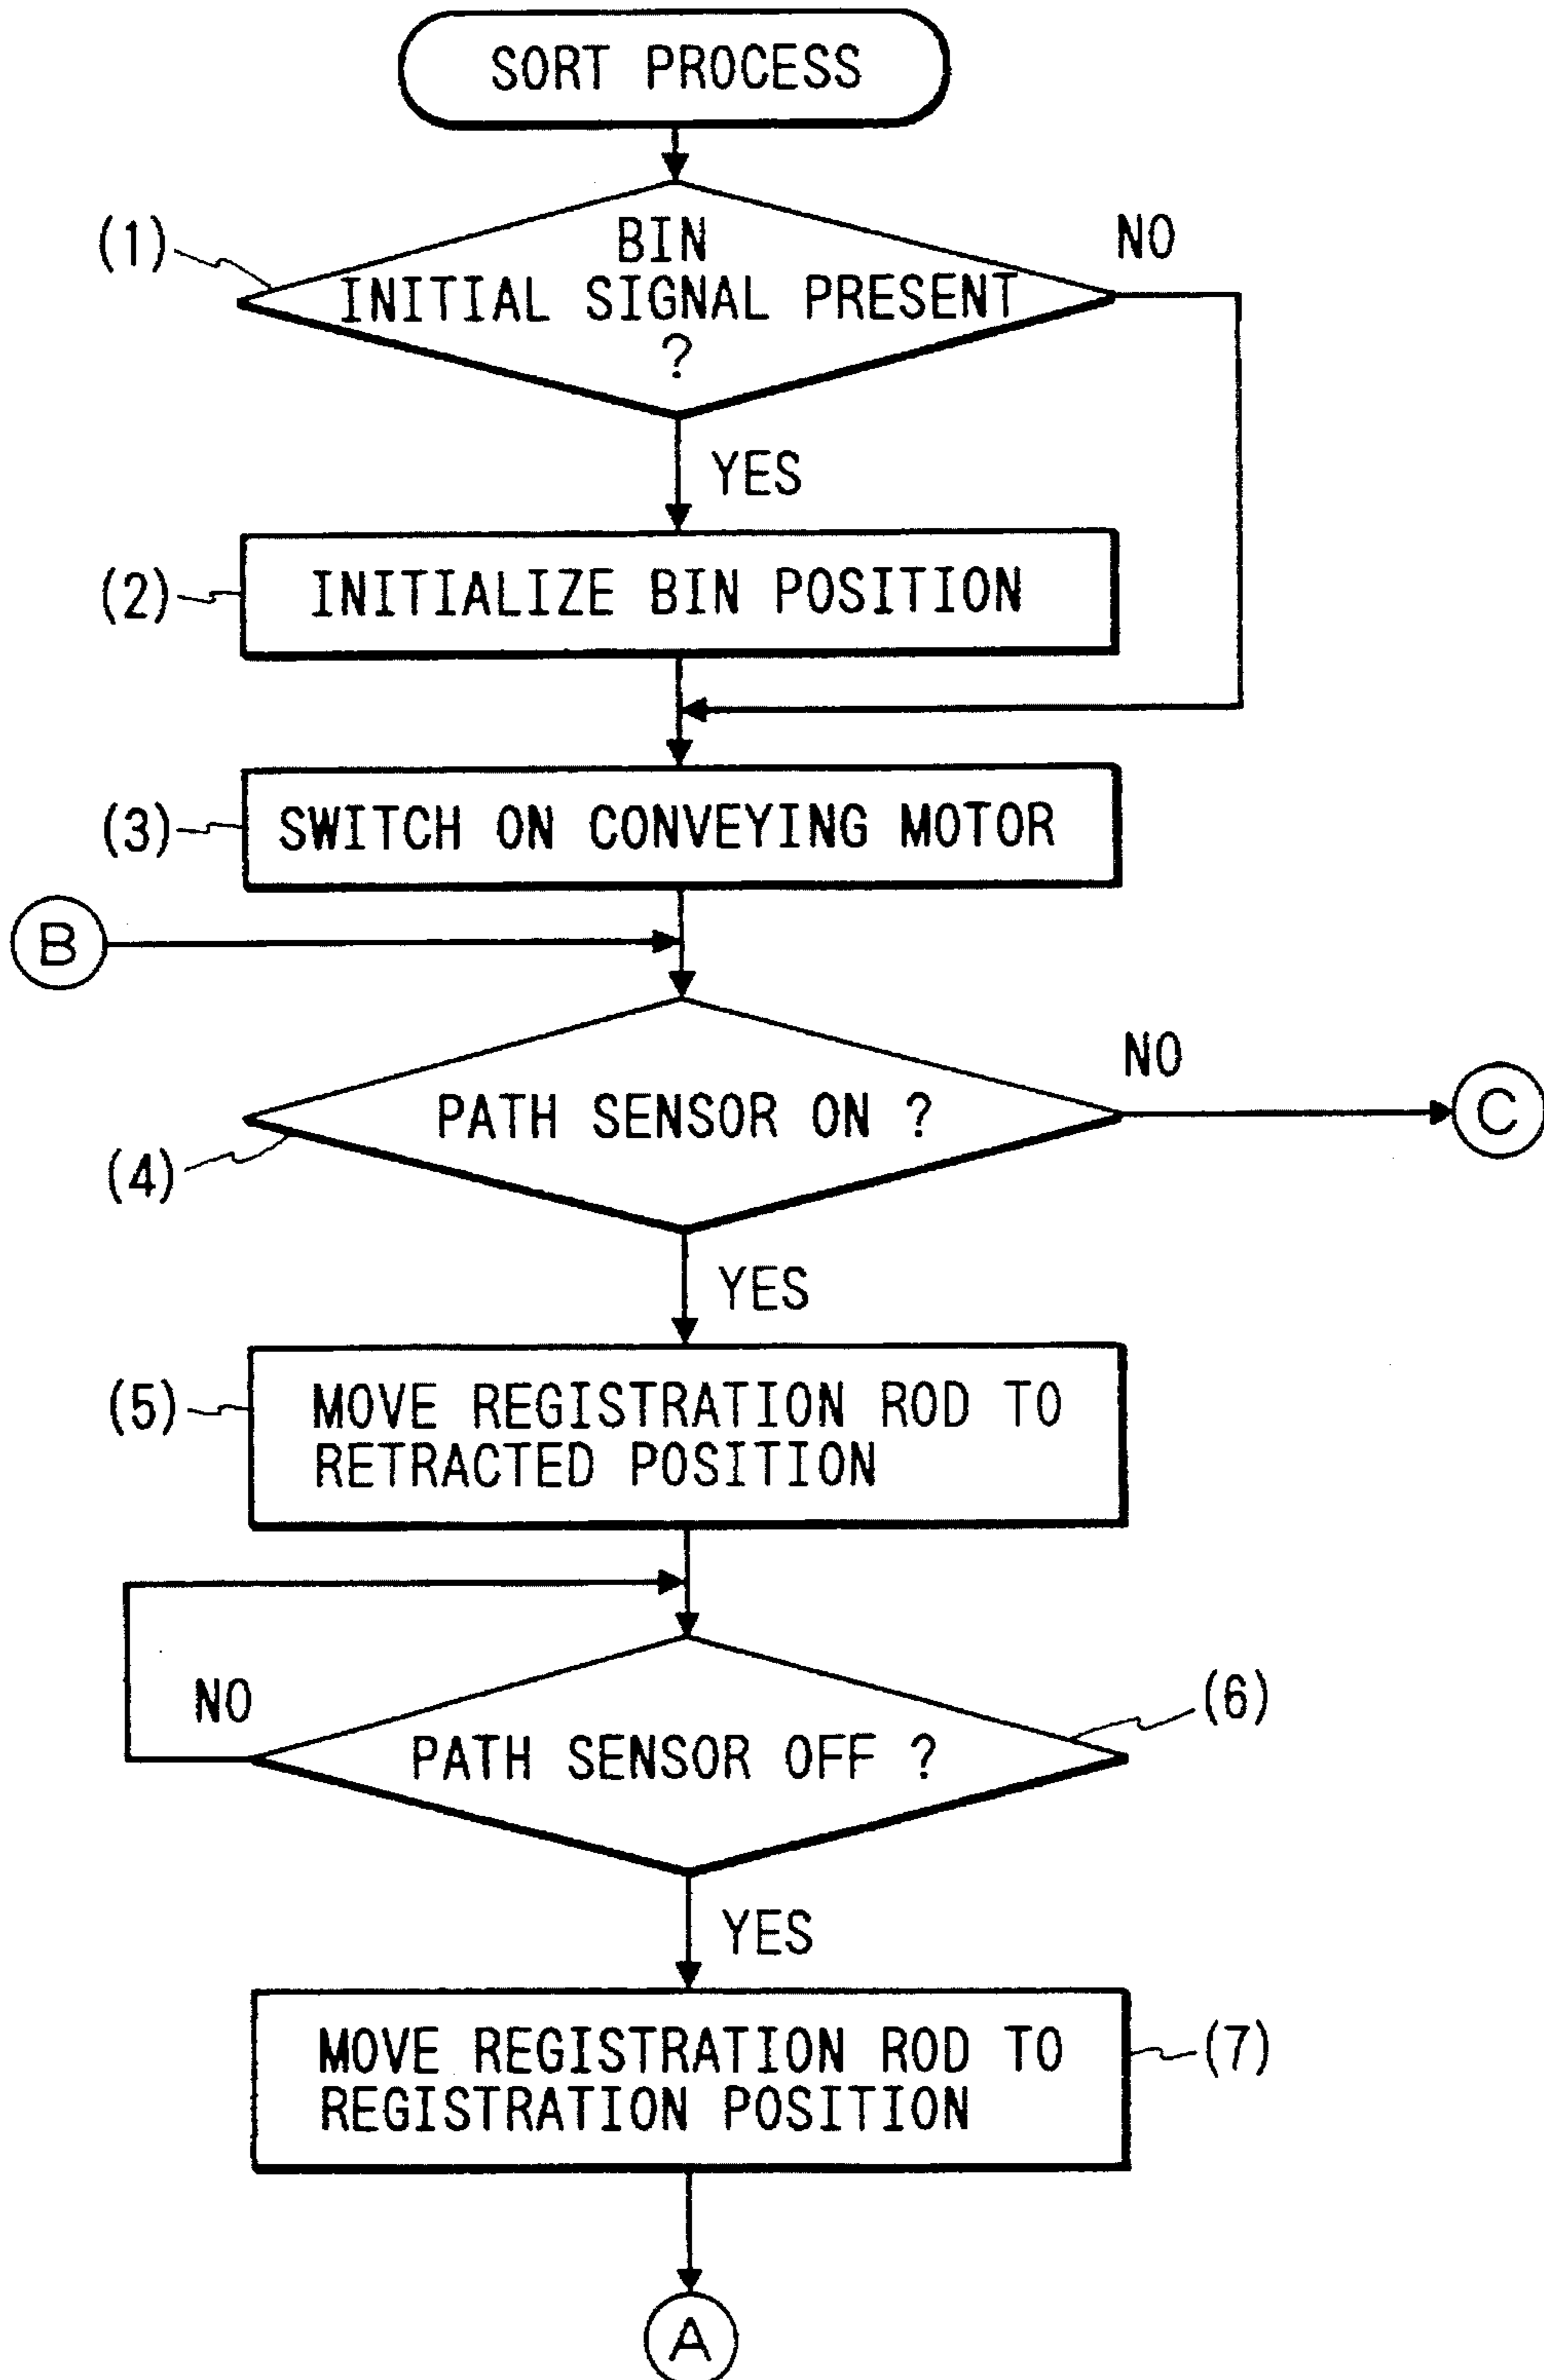 SORT PROCESS
(1)
BIN
INITIAL SIGNAL PRESENT
?
NO
YES
(2)
INITIALIZE BIN POSITION
(3)
SWITCH ON CONVEYING MOTOR
B
PATH SENSOR ON ?
NO
C
(4)
YES
(5)
MOVE REGISTRATION ROD TO
RETRACTED POSITION
NO
PATH SENSOR OFF ?
(6)
YES
MOVE REGISTRATION ROD TO
REGISTRATION POSITION
(7)
A